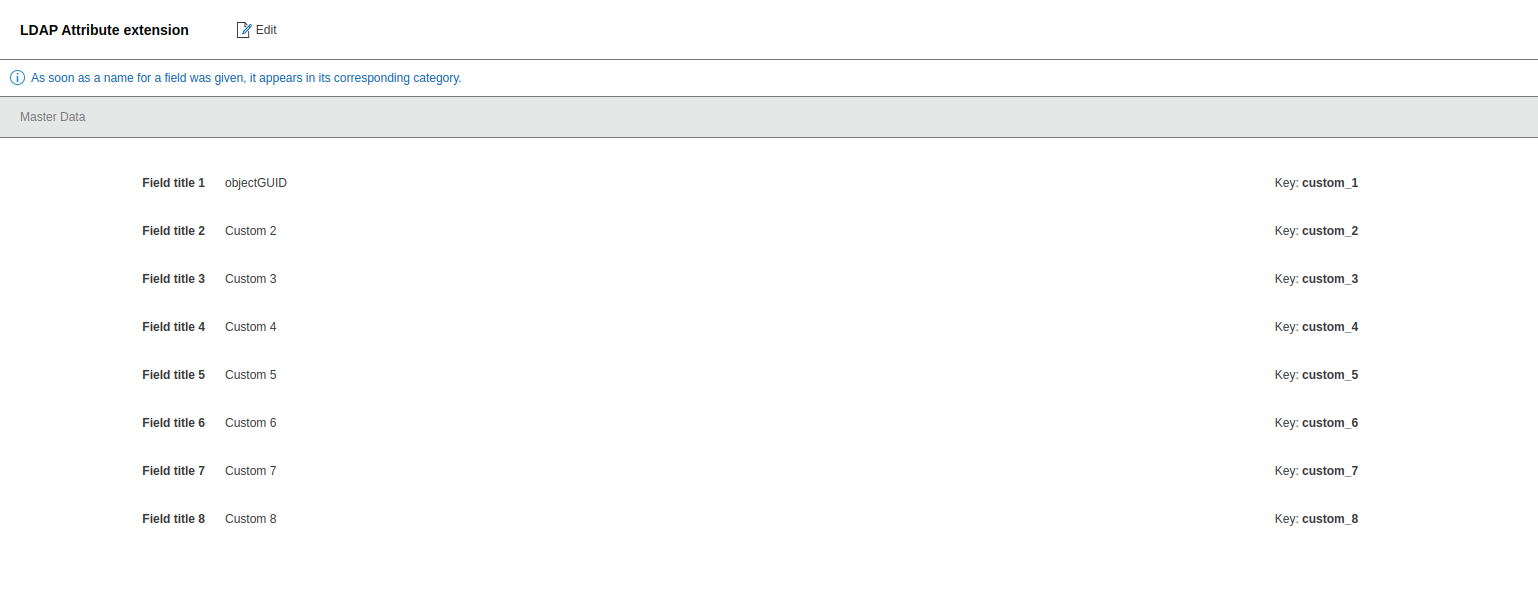 LDAP Attribute extension Edit
As soon as a name for a field was given, it appears in its corresponding category.
Master Data
Field title 1 objectGUID Key: custom_1
Field title 2 Custom 2 Key: custom_2
Field title 3 Custom 3 Key: custom_3
Field title 4 Custom 4 Key: custom_4
Field title 5 Custom 5 Key: custom_5
Field title 6 Custom 6 Key: custom_6
Field title 7 Custom 7 Key: custom_7
Field title 8 Custom 8 Key: custom_8